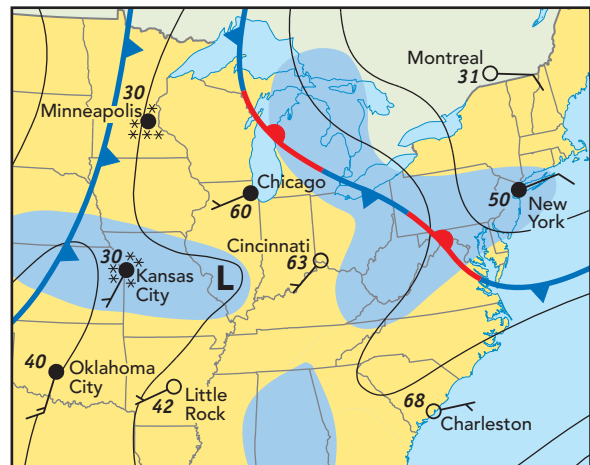 Montreal
31
30
Minneapolis
Chicago
60
50
New
York
Cincinnati
63
30
Kansas
City
L
40
Oklahoma
City
42
Little
Rock
68
Charleston